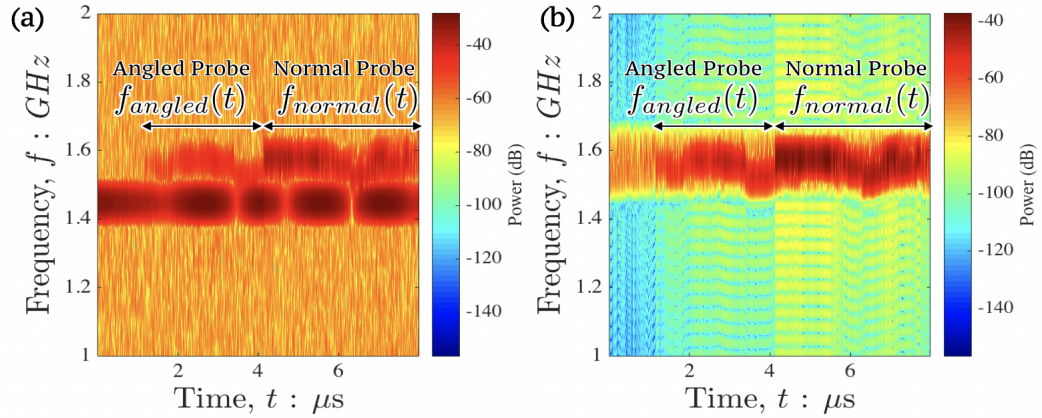 (a)
Frequency, f : GHz
2
1.8
1.6
1.4
1.2
1
Angled Probe
f_angled(t)
Normal Probe
f_normal(t)
2
4
6
Time, t : μs
-40
-60
-80
-100
-120
-140
Power (dB)
(b)
Frequency, f : GHz
2
1.8
1.6
1.4
1.2
1
Angled Probe
f_angled(t)
Normal Probe
f_normal(t)
2
4
6
Time, t : μs
-40
-60
-80
-100
-120
-140
Power (dB)